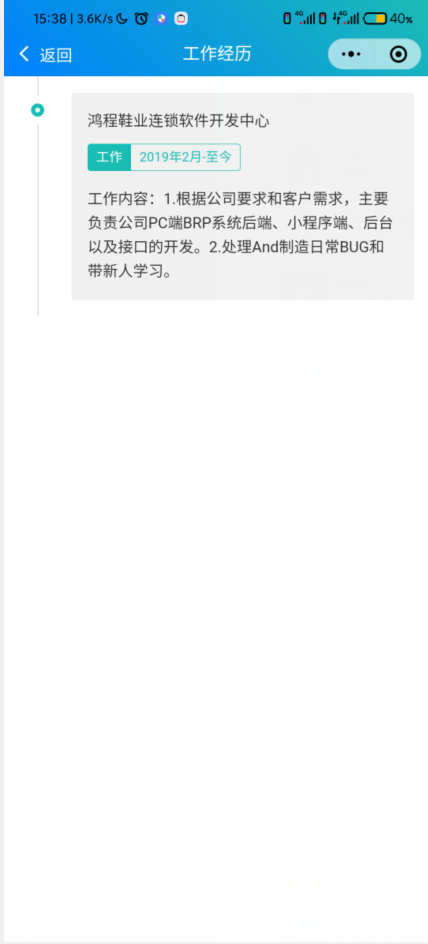 15:38 | 3.6K/s
4G 4G 40%
返回 工作经历
鸿程鞋业连锁软件开发中心
工作 2019年2月-至今
工作内容：1.根据公司要求和客户需求，主要
负责公司PC端BRP系统后端、小程序端、后台
以及接口的开发。2.处理And制造日常BUG和
带新人学习。